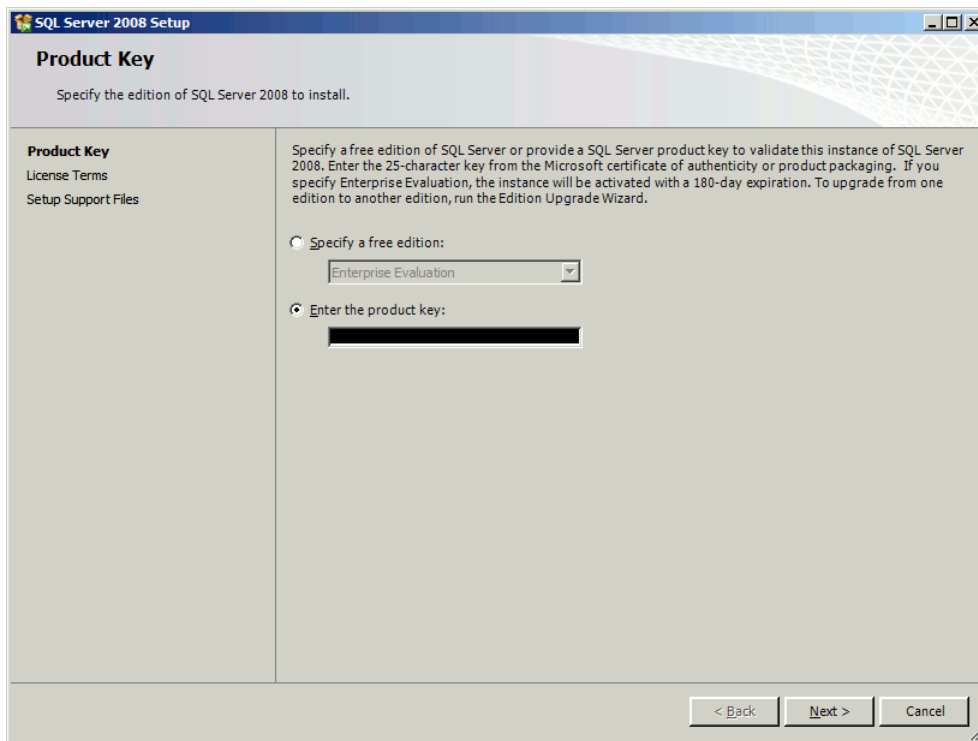 SQL Server 2008 Setup
Product Key
Specify the edition of SQL Server 2008 to install.
Product Key
License Terms
Setup Support Files
Specify a free edition of SQL Server or provide a SQL Server product key to validate this instance of SQL Server
2008. Enter the 25-character key from the Microsoft certificate of authenticity or product packaging. If you
specify Enterprise Evaluation, the instance will be activated with a 180-day expiration. To upgrade from one
edition to another edition, run the Edition Upgrade Wizard.
Specify a free edition:
Enterprise Evaluation
Enter the product key:
< Back
Next >
Cancel